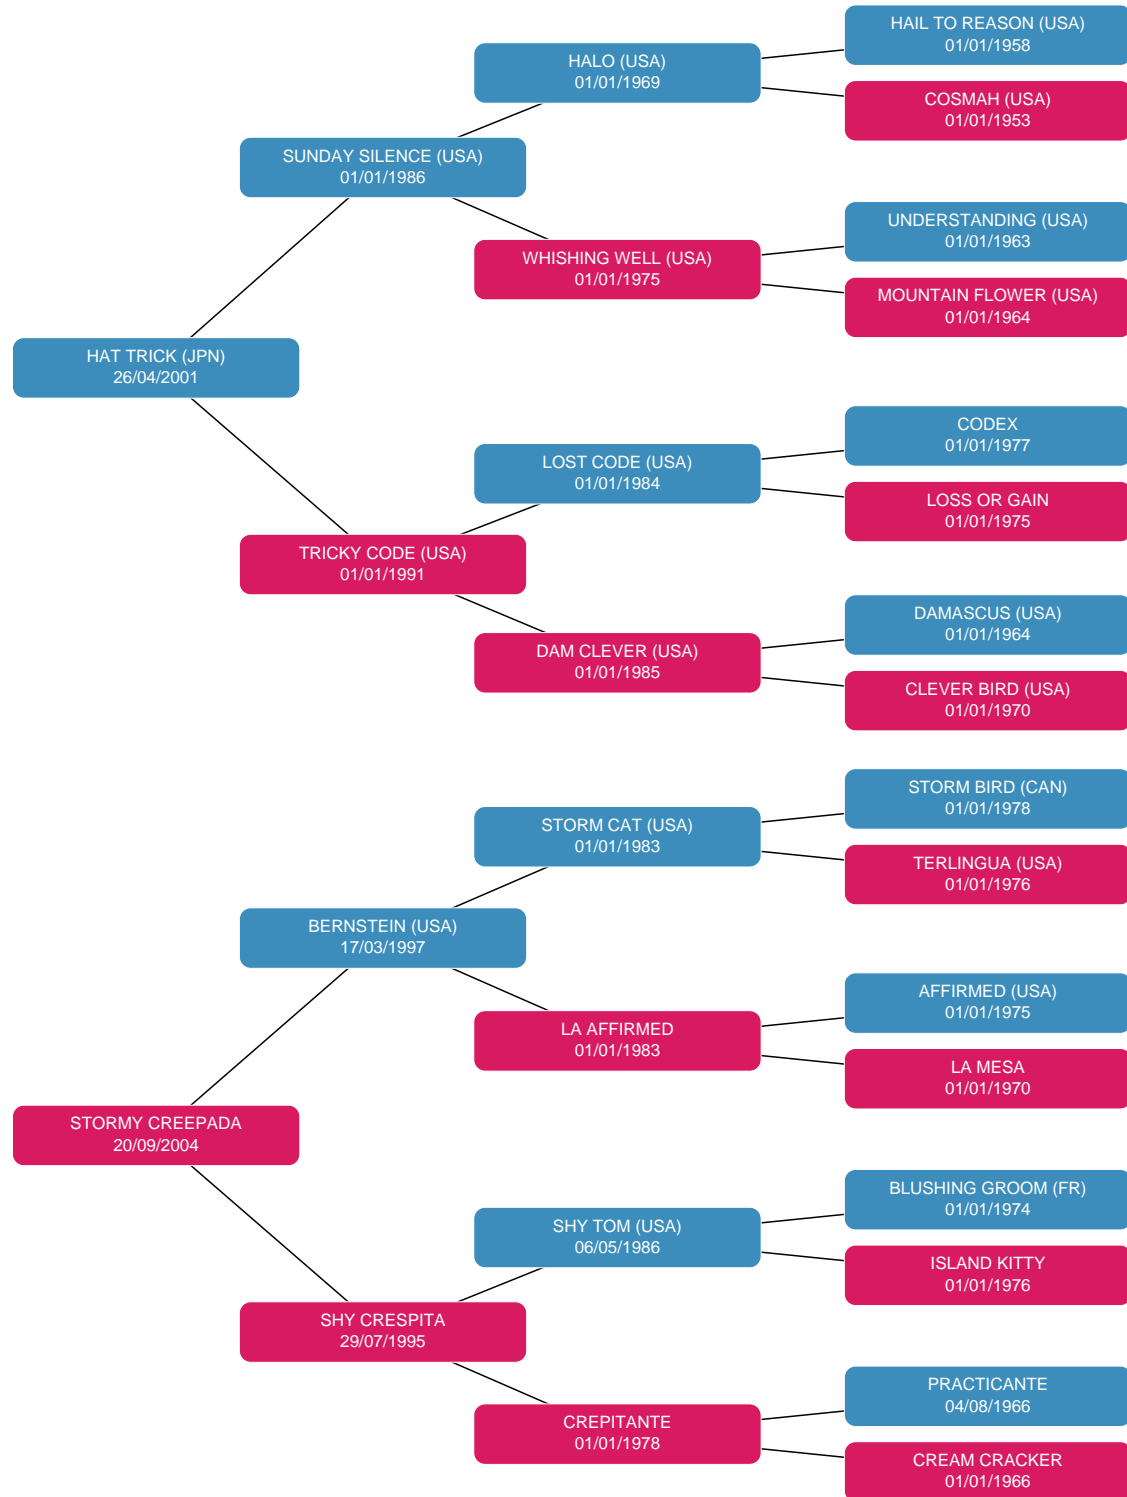 HAIL TO REASON (USA)
01/01/1958
HALO (USA)
01/01/1969
COSMAH (USA)
01/01/1953
SUNDAY SILENCE (USA)
01/01/1986
UNDERSTANDING (USA)
01/01/1963
WHISHING WELL (USA)
01/01/1975
MOUNTAIN FLOWER (USA)
01/01/1964
HAT TRICK (JPN)
26/04/2001
CODEX
01/01/1977
LOST CODE (USA)
01/01/1984
LOSS OR GAIN
01/01/1975
TRICKY CODE (USA)
01/01/1991
DAMASCUS (USA)
01/01/1964
DAM CLEVER (USA)
01/01/1985
CLEVER BIRD (USA)
01/01/1970
STORM BIRD (CAN)
01/01/1978
STORM CAT (USA)
01/01/1983
TERLINGUA (USA)
01/01/1976
BERNSTEIN (USA)
17/03/1997
AFFIRMED (USA)
01/01/1975
LA AFFIRMED
01/01/1983
LA MESA
01/01/1970
STORMY CREEPADA
20/09/2004
BLUSHING GROOM (FR)
01/01/1974
SHY TOM (USA)
06/05/1986
ISLAND KITTY
01/01/1976
SHY CRESPITA
29/07/1995
PRACTICANTE
04/08/1966
CREPITANTE
01/01/1978
CREAM CRACKER
01/01/1966